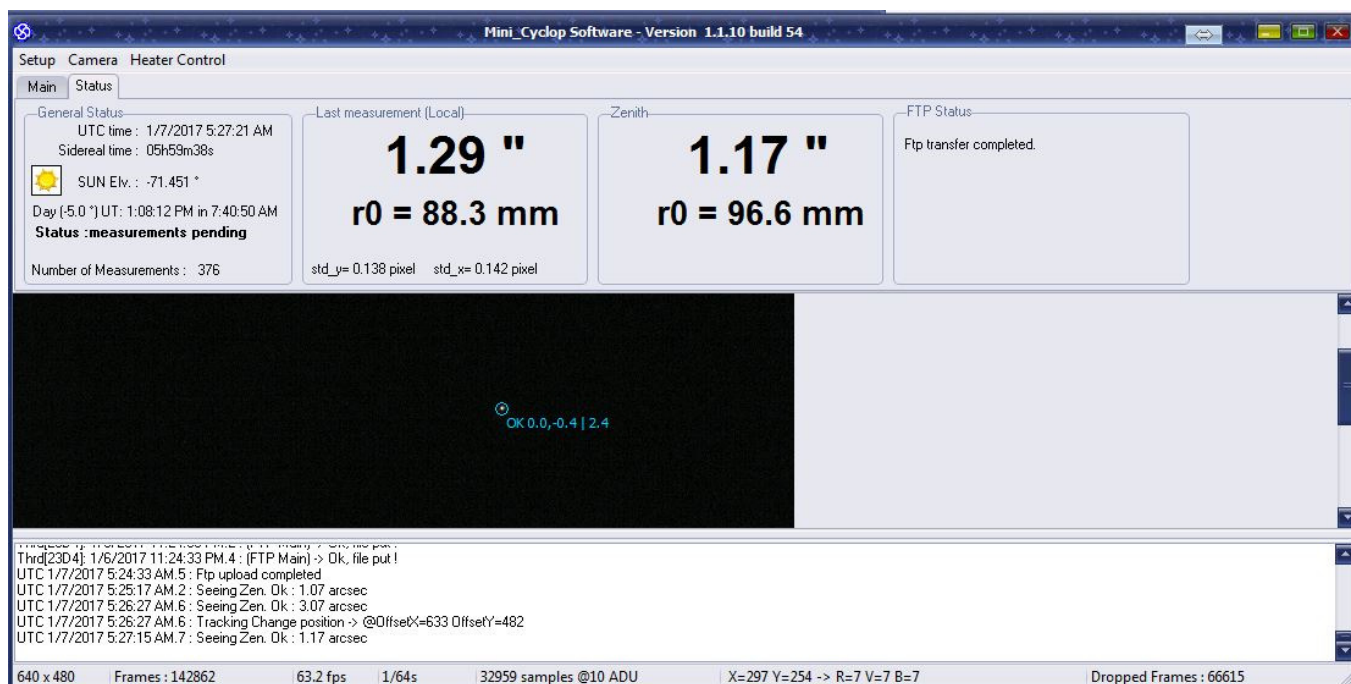 Mini_Cyclop Software - Version 1.1.10 build 54
Setup Camera Heater Control
Main Status
General Status
UTC time : 1/7/2017 5:27:21 AM
Sidereal time : 05h59m38s
SUN Elv. : -71.451 °
Day (-5.0 °) UT: 1:08:12 PM in 7:40:50 AM
Status :measurements pending
Number of Measurements : 376
Last measurement (Local)
1.29 "
r0 = 88.3 mm
std_y= 0.138 pixel std_x= 0.142 pixel
Zenith
1.17 "
r0 = 96.6 mm
FTP Status
Ftp transfer completed.
OK 0.0,-0.4 | 2.4
Thrd[23D4]: 1/6/2017 11:24:33 PM.4 : (FTP Main) -> Ok, file put !
UTC 1/7/2017 5:24:33 AM.5 : Ftp upload completed
UTC 1/7/2017 5:25:17 AM.2 : Seeing Zen. Ok : 1.07 arcsec
UTC 1/7/2017 5:26:27 AM.6 : Seeing Zen. Ok : 3.07 arcsec
UTC 1/7/2017 5:26:27 AM.6 : Tracking Change position -> @OffsetX=633 OffsetY=482
UTC 1/7/2017 5:27:15 AM.7 : Seeing Zen. Ok : 1.17 arcsec
640 x 480 Frames : 142862 63.2 fps 1/64s 32959 samples @10 ADU X=297 Y=254 -> R=7 V=7 B=7 Dropped Frames : 66615